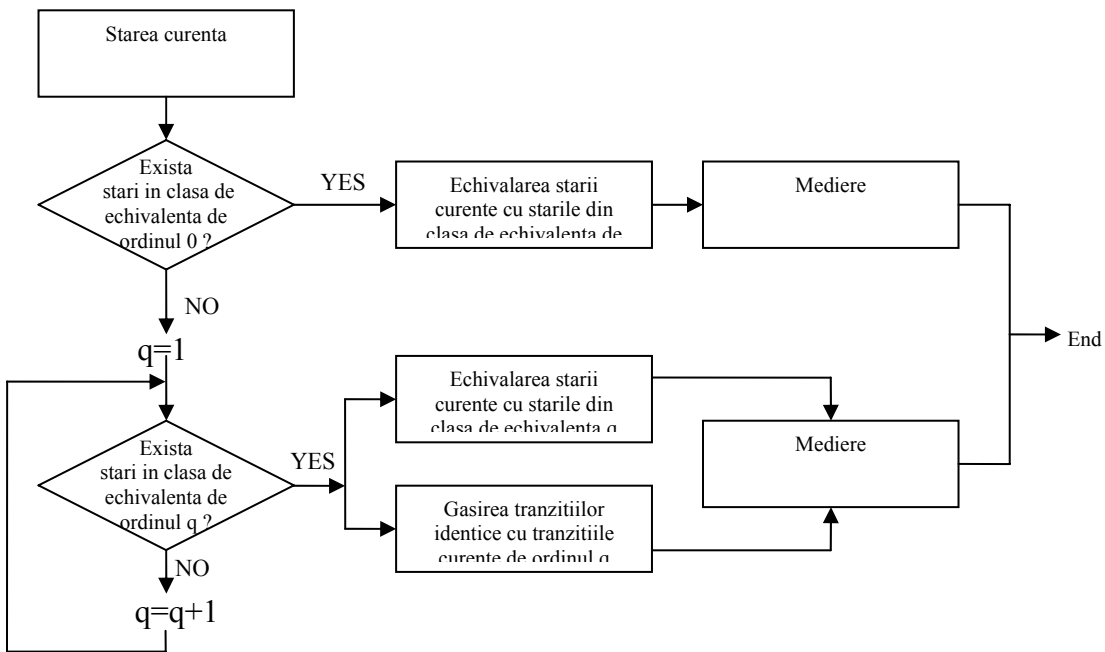 Starea curenta
Exista
stari in clasa de
echivalenta de
ordinul 0 ?
YES
Echivalarea starii
curente cu starile din
clasa de echivalenta de
Mediere
NO
q=1
End
Exista
stari in clasa de
echivalenta de
ordinul q ?
YES
Echivalarea starii
curente cu starile din
clasa de echivalenta q
Gasirea tranzitiilor
identice cu tranzitiile
curente de ordinul q
Mediere
NO
q=q+1